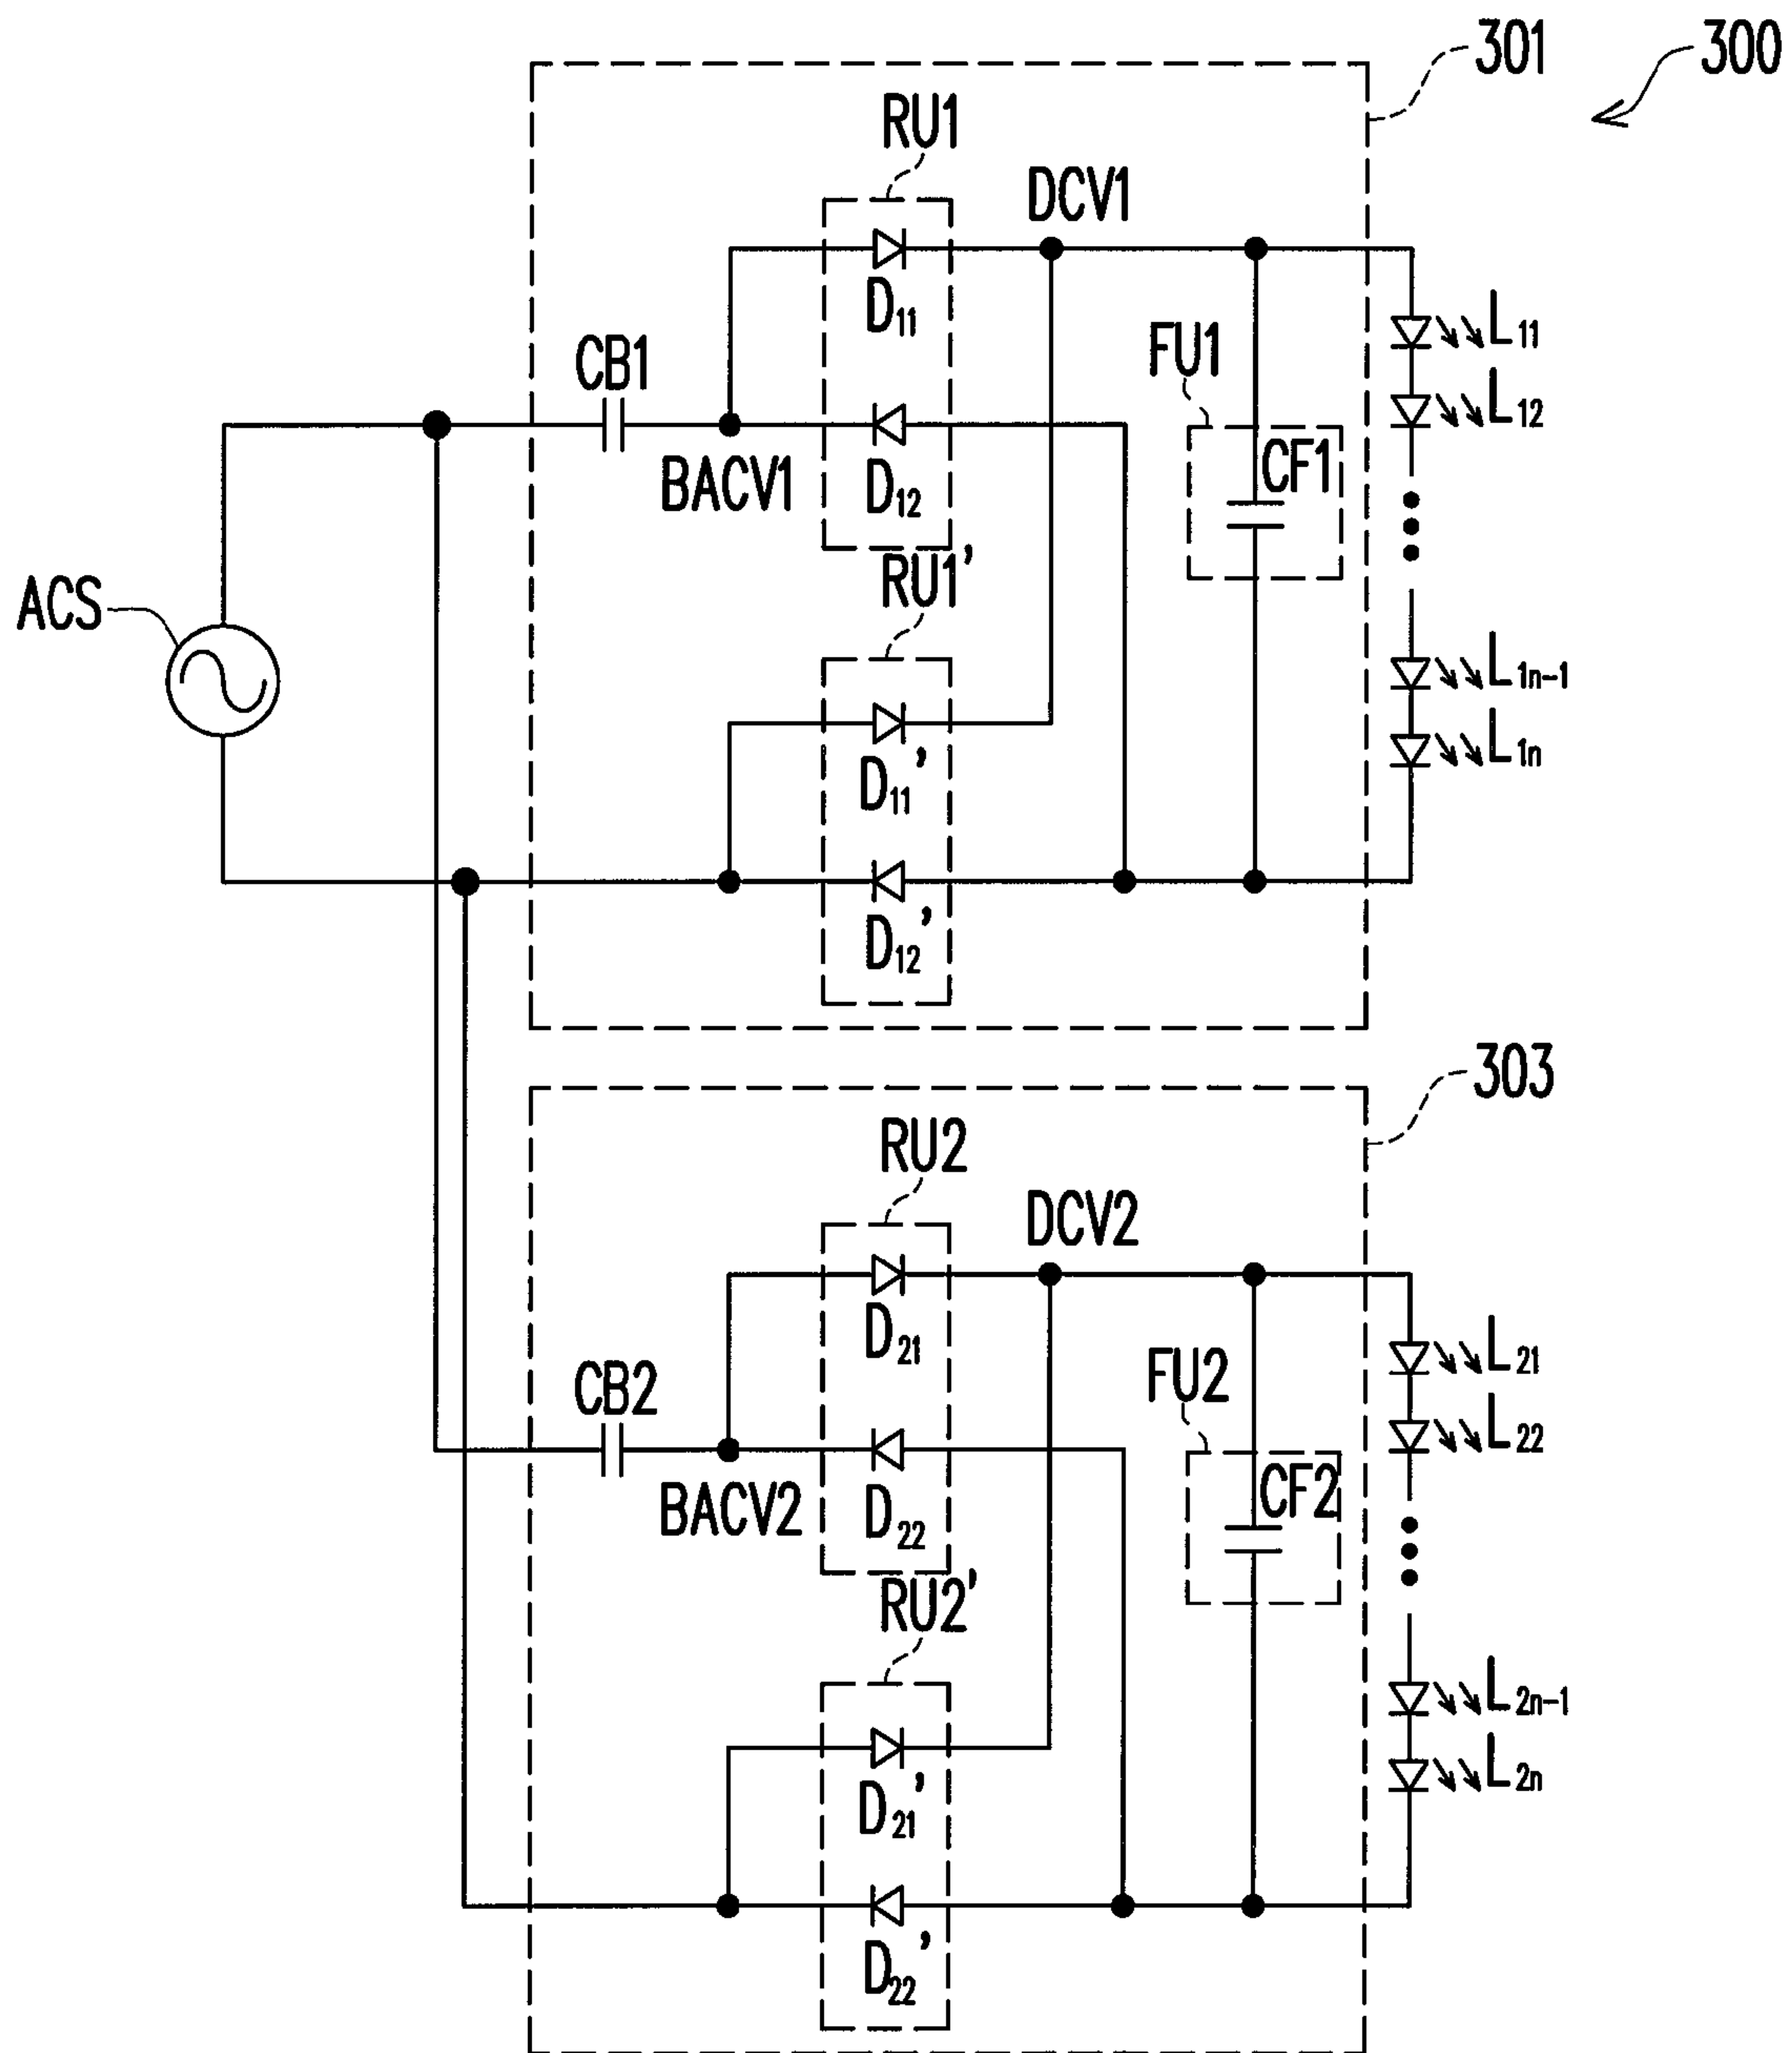 301
300
RU1
DCV1
D11
L11
FU1
CB1
L12
CF1
BACV1
D12
RU1'
ACS
L1n-1
L1n
D11'
D12'
303
RU2
DCV2
D21
L21
FU2
CB2
L22
CF2
BACV2
D22
RU2'
L2n-1
L2n
D21'
D22'